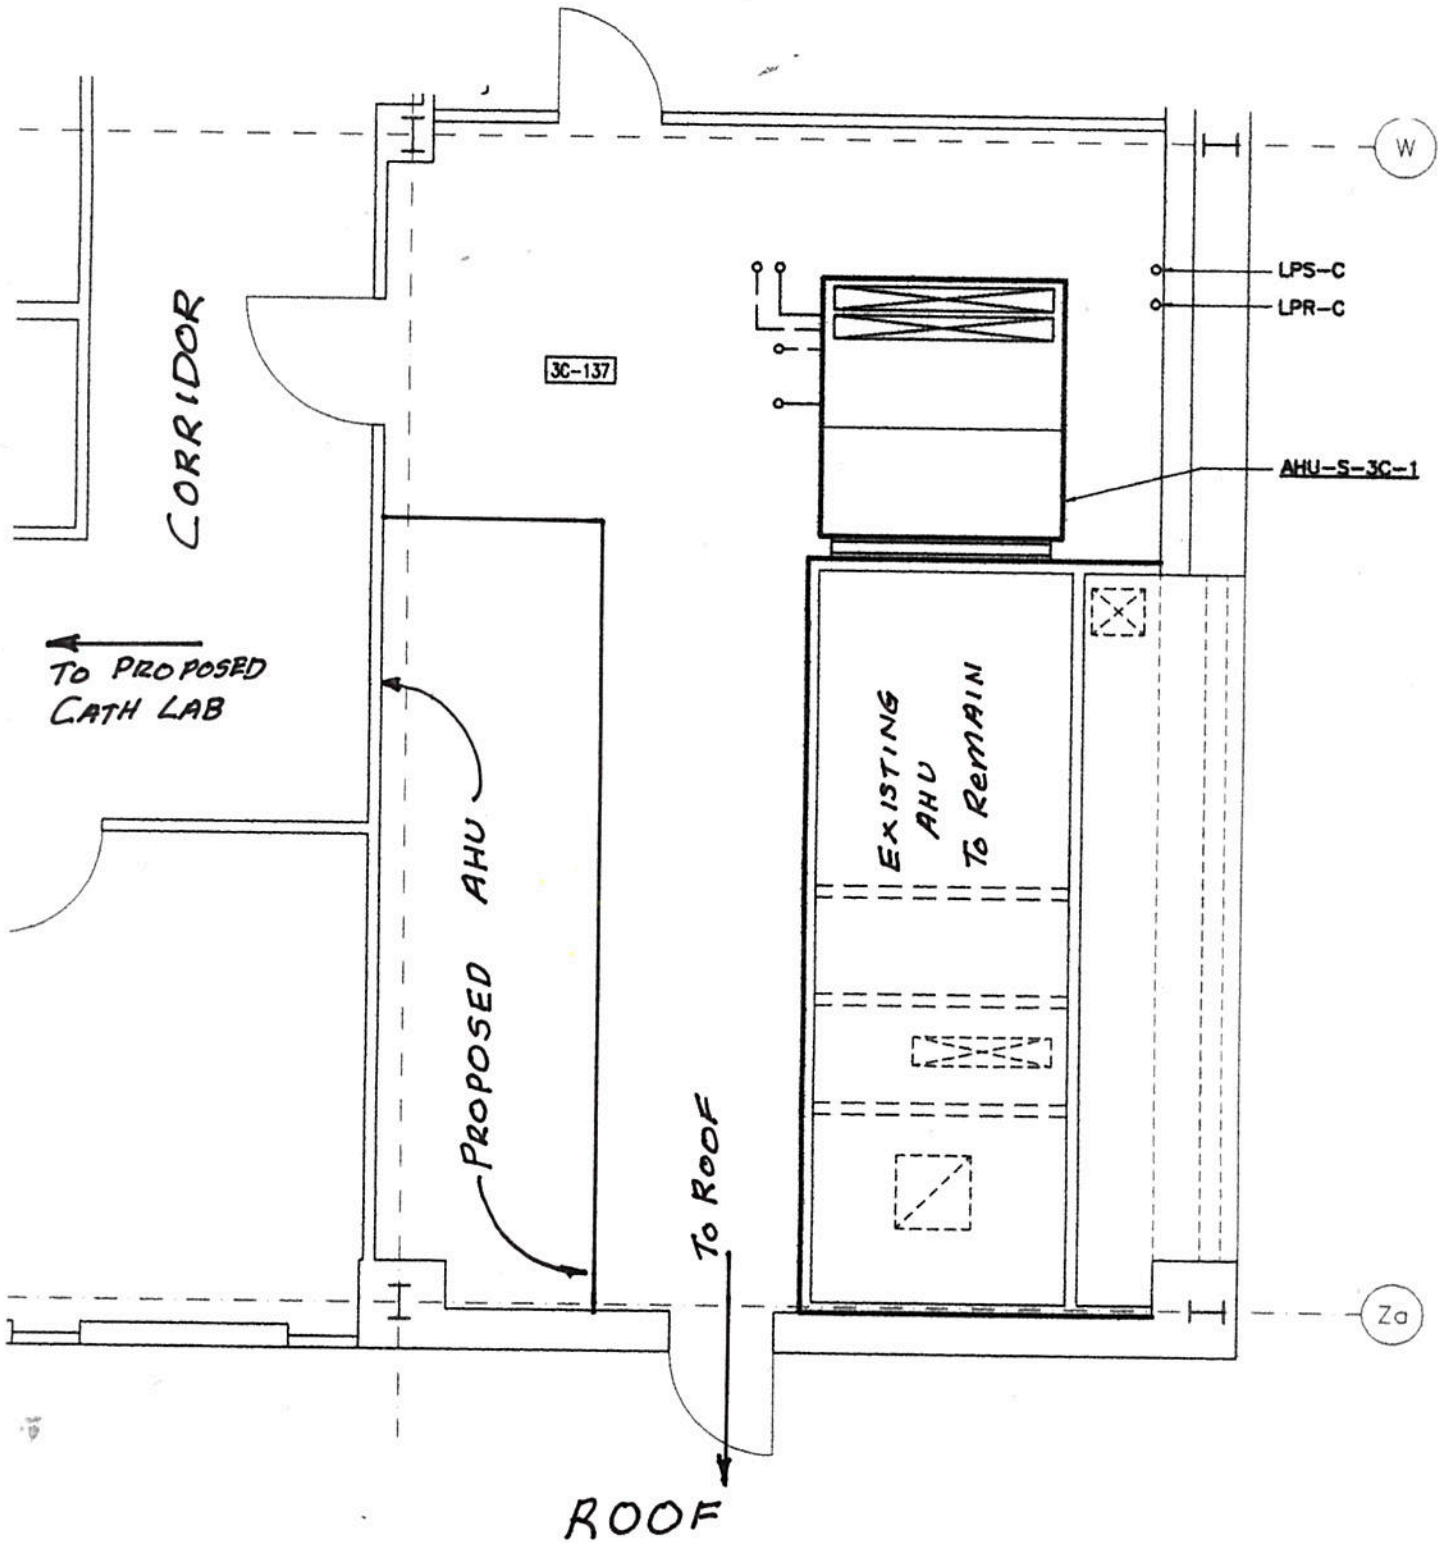 W
LPS-C
LPR-C
3C-137
CORRIDOR
AHU-S-3C-1
TO PROPOSED
CATH LAB
EXISTING
AHU
TO REMAIN
PROPOSED AHU
TO ROOF
Za
ROOF